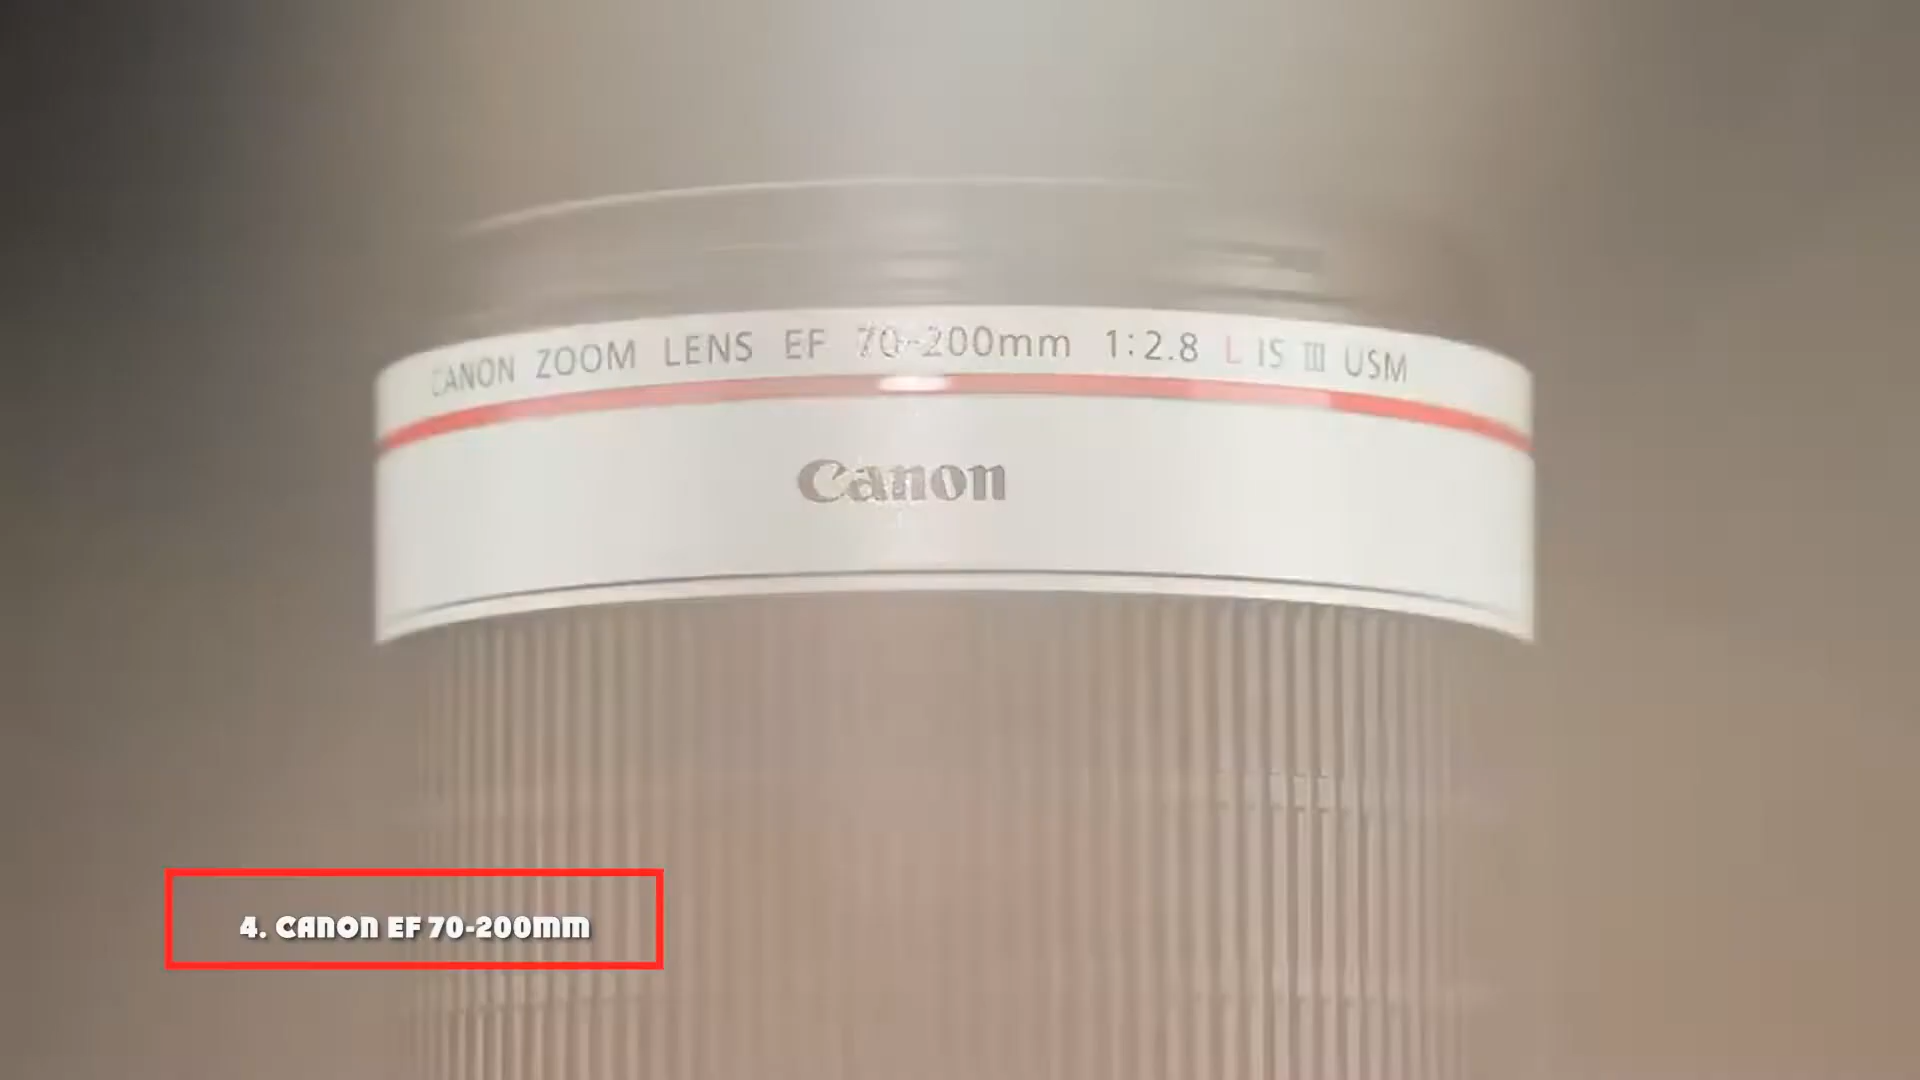 CANON ZOOM LENS EF 70-200mm 1:2.8 L IS III USM
Canon
4. CANON EF 70-200MM